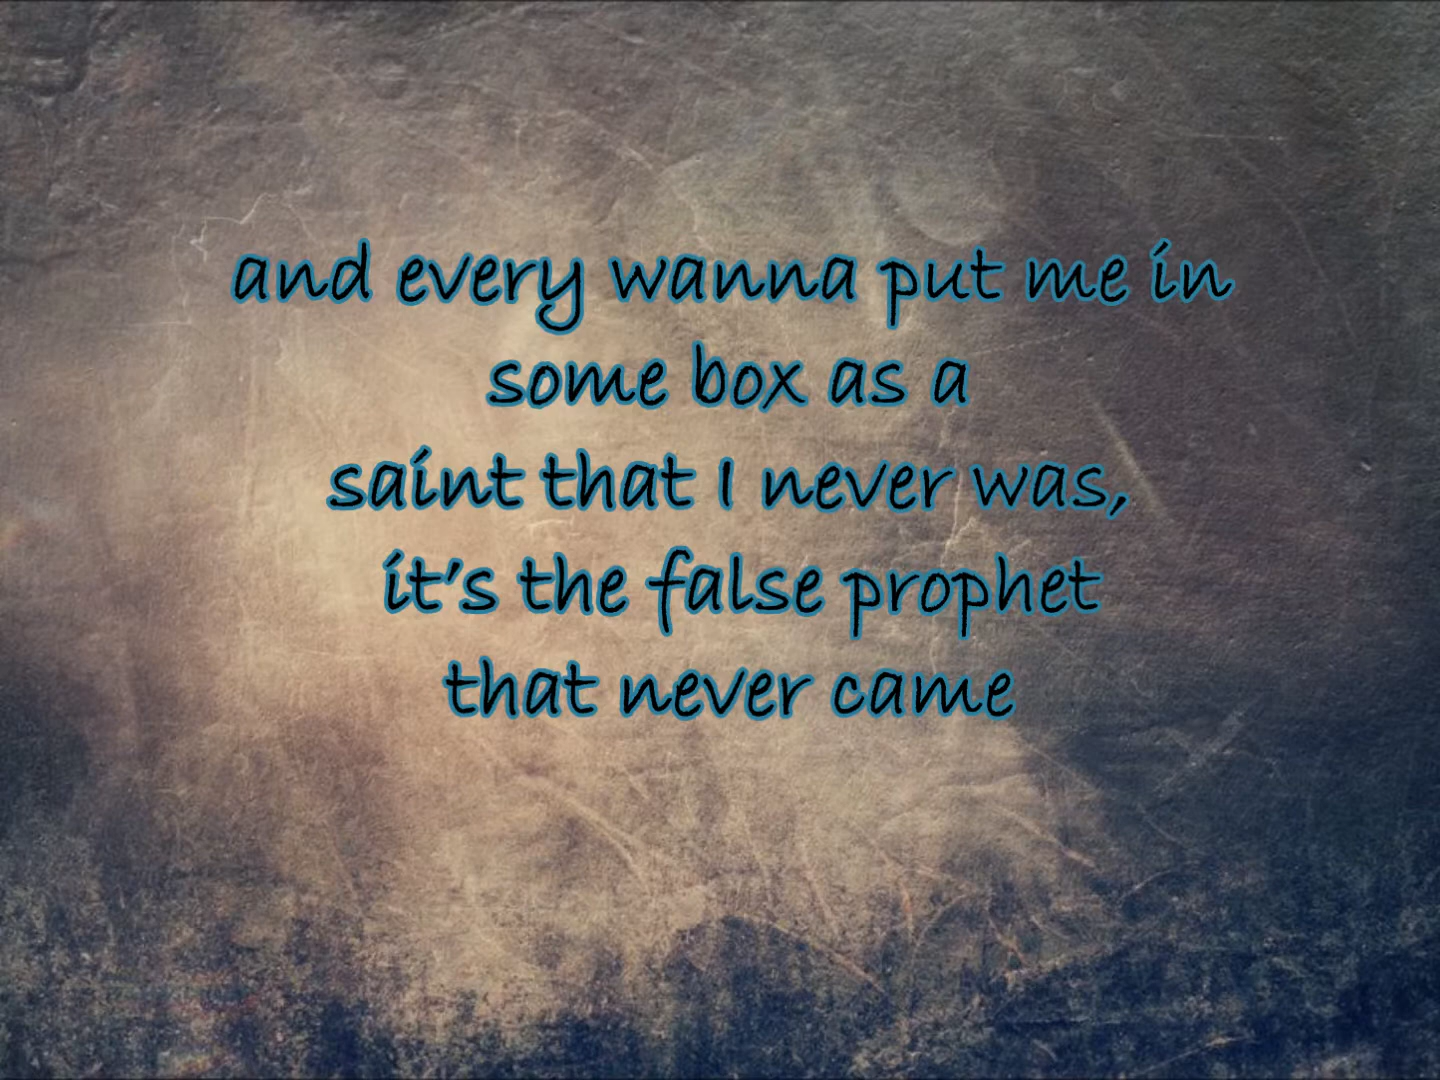 and every wanna put me in
some box as a
saint that I never was,
it's the false prophet
that never came